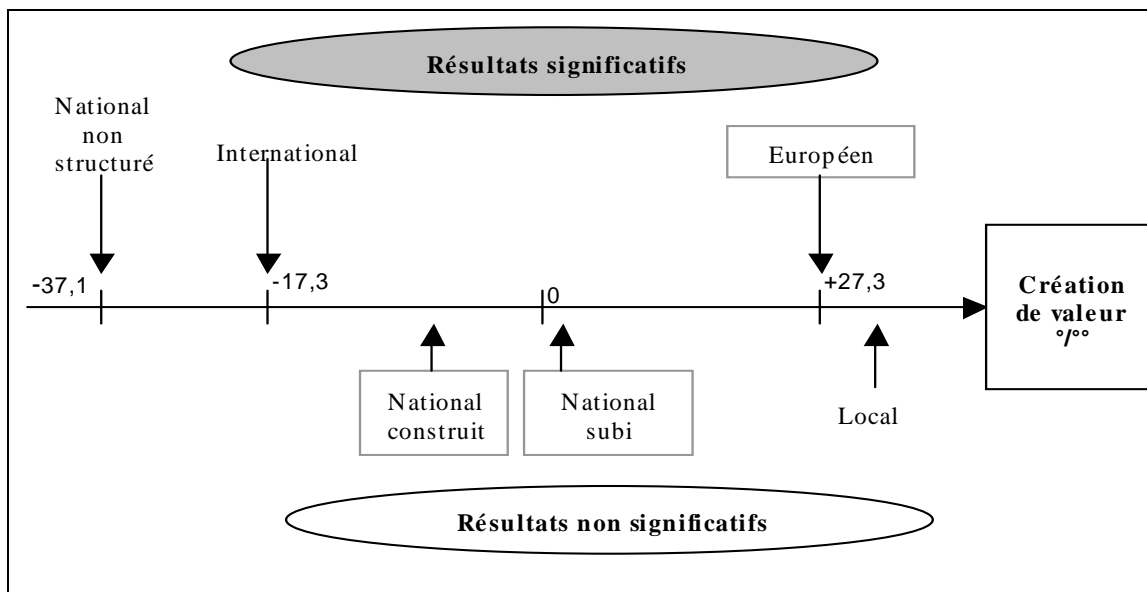 Résultats significatifs
National
non
structuré
International
Européen
-37,1
-17,3
0
+27,3
Création
de valeur
°/°°
National
construit
National
subi
Local
Résultats non significatifs